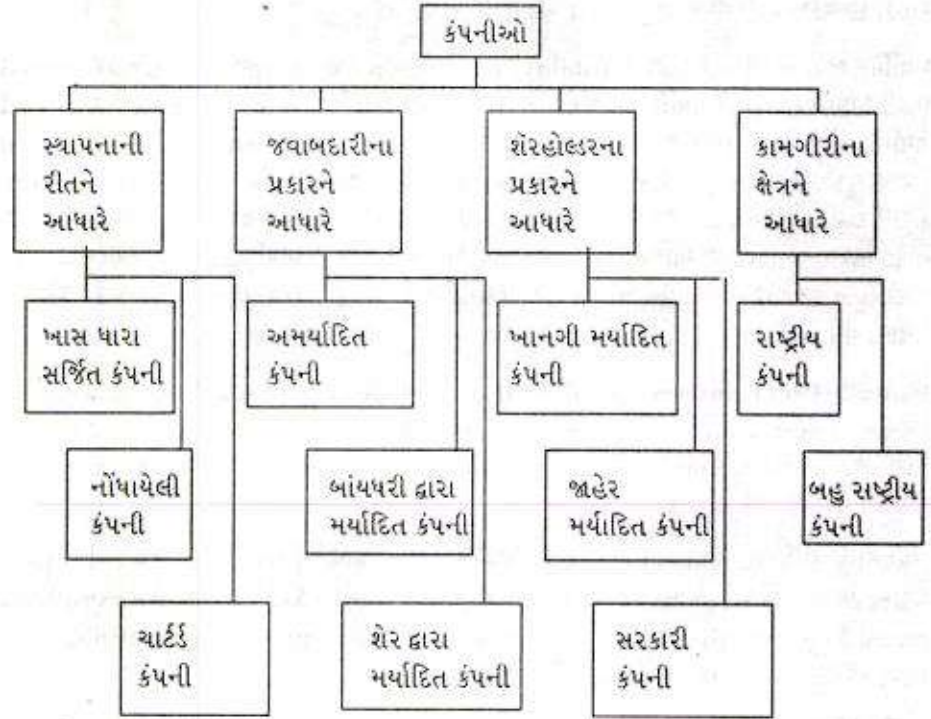 કંપનીઓ
સ્થાપનાની
રીતને
આધારે
જવાબદારીના
પ્રકારને
આધારે
શેરહોલ્ડરના
પ્રકારને
આધારે
કામગીરીના
ક્ષેત્રને
આધારે
ખાસ ધારા
સર્જિત કંપની
અમર્યાદિત
કંપની
ખાનગી મર્યાદિત
કંપની
રાષ્ટ્રીય
કંપની
નોંધાયેલી
કંપની
બાંયધરી દ્વારા
મર્યાદિત કંપની
જાહેર
મર્યાદિત કંપની
બહુ રાષ્ટ્રીય
કંપની
ચાર્ટર્ડ
કંપની
શેર દ્વારા
મર્યાદિત કંપની
સરકારી
કંપની